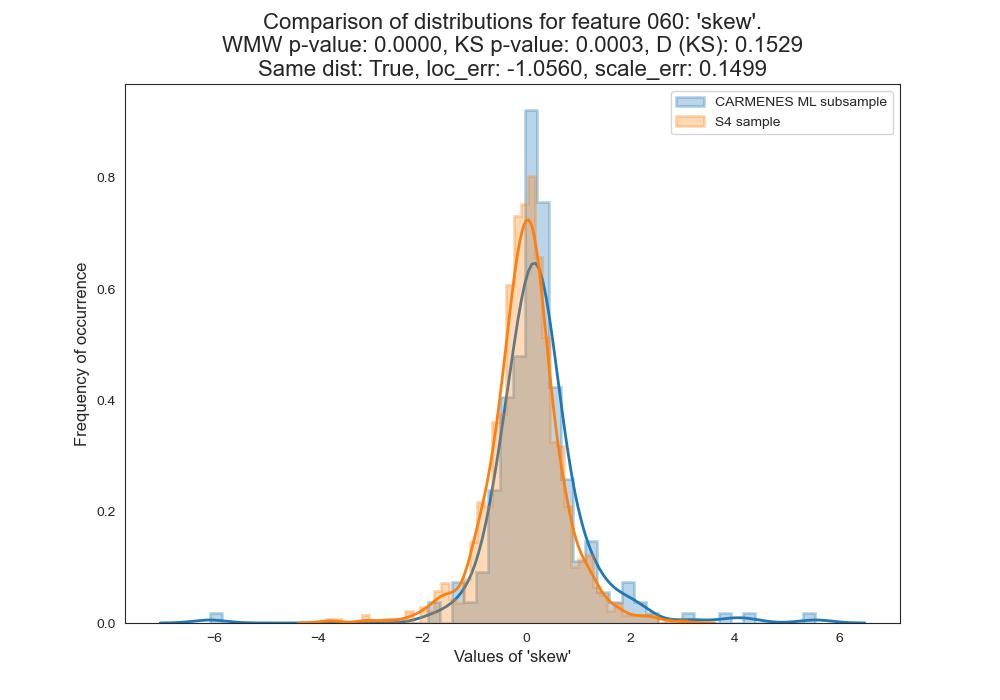 Comparison of distributions for feature 060: 'skew'.
WMW p-value: 0.0000, KS p-value: 0.0003, D (KS): 0.1529
Same dist: True, loc_err: -1.0560, scale_err: 0.1499
CARMENES ML subsample
S4 sample
Frequency of occurrence
0.8
0.6
0.4
0.2
0.0
−6 −4 −2 0 2 4 6
Values of 'skew'